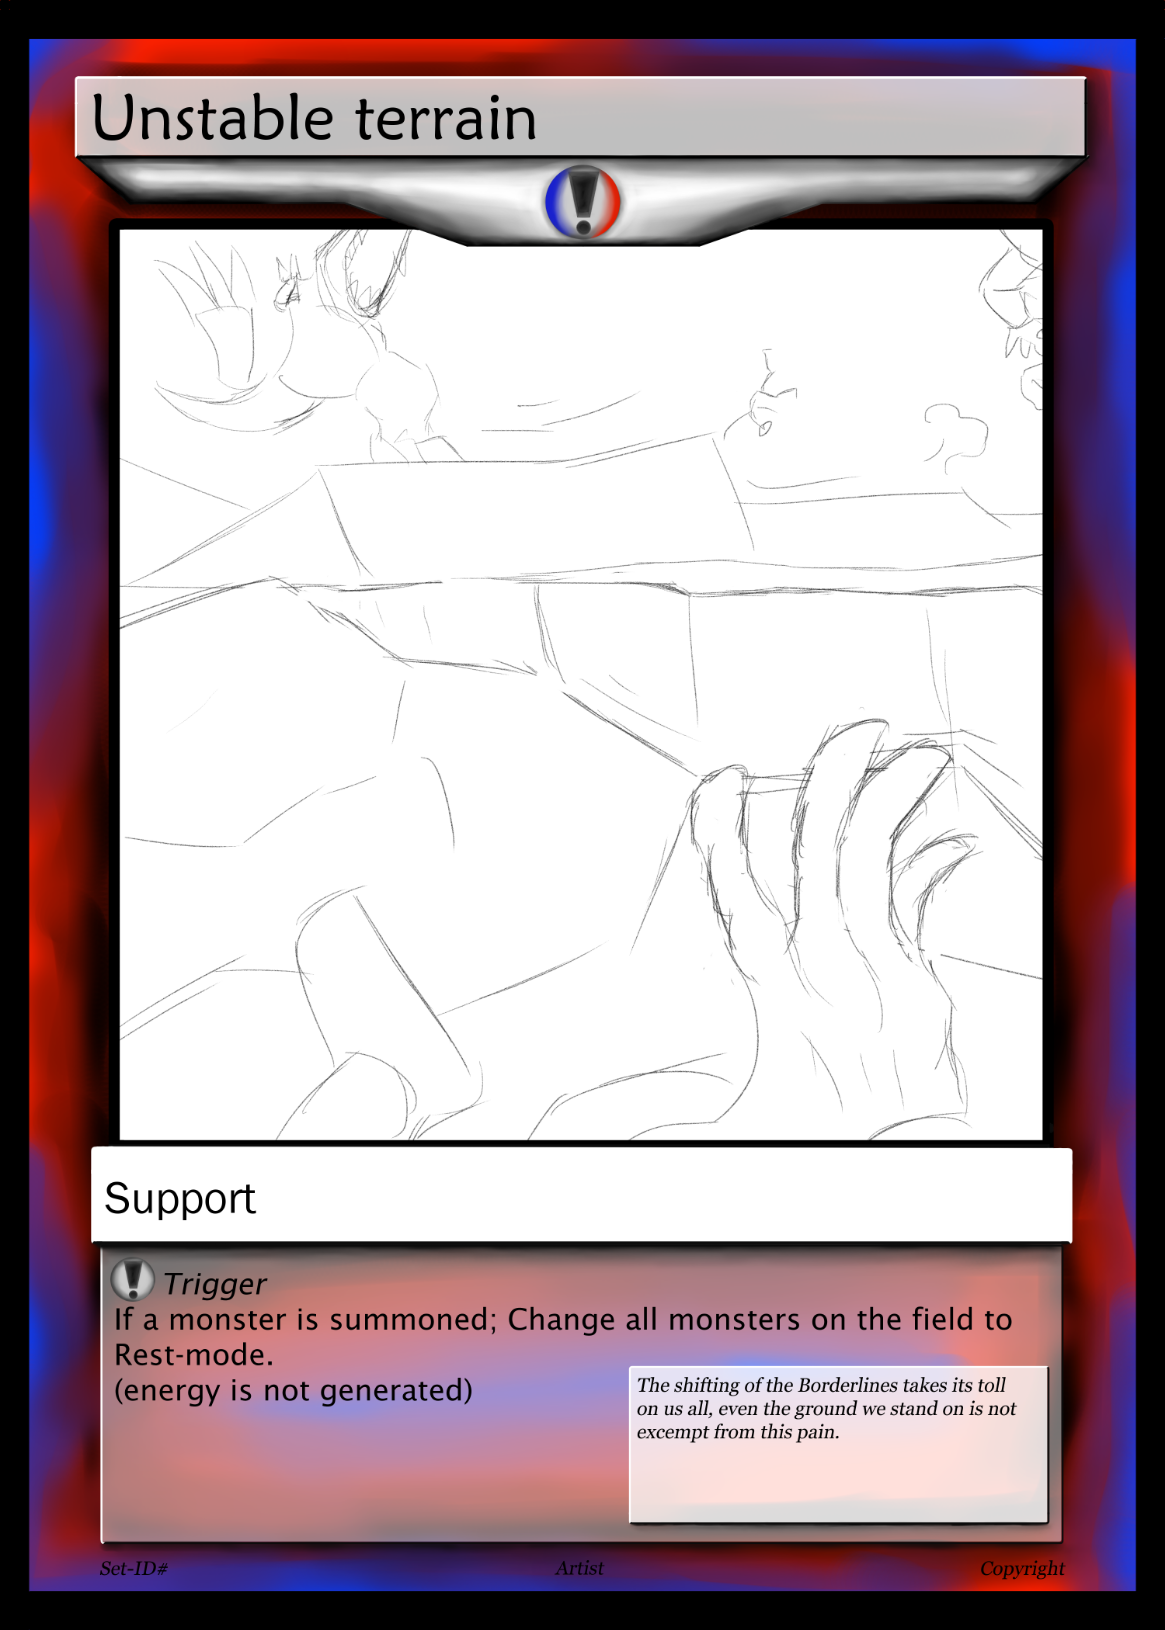 Unstable terrain
Support
Trigger
If a monster is summoned; Change all monsters on the field to
Rest-mode.
(energy is not generated)
The shifting of the Borderlines takes its toll
on us all, even the ground we stand on is not
excempt from this pain.
Set-ID#
Artist
Copyright